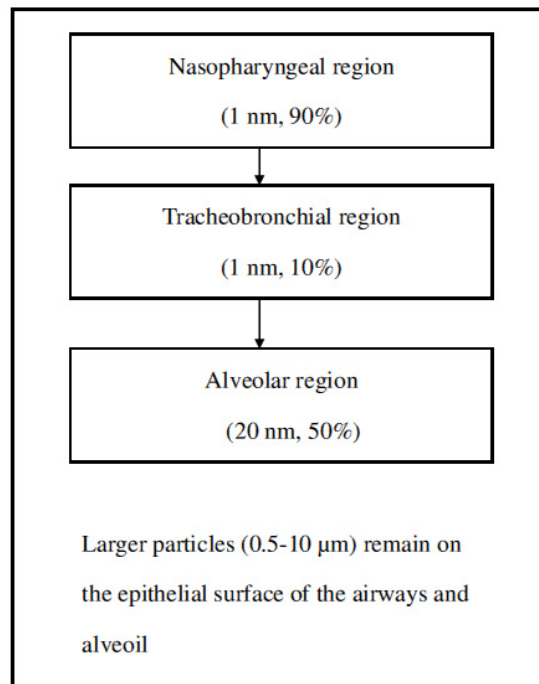 Nasopharyngeal region
(1 nm, 90%)
Tracheobronchial region
(1 nm, 10%)
Alveolar region
(20 nm, 50%)
Larger particles (0.5-10 μm) remain on
the epithelial surface of the airways and
alveoil